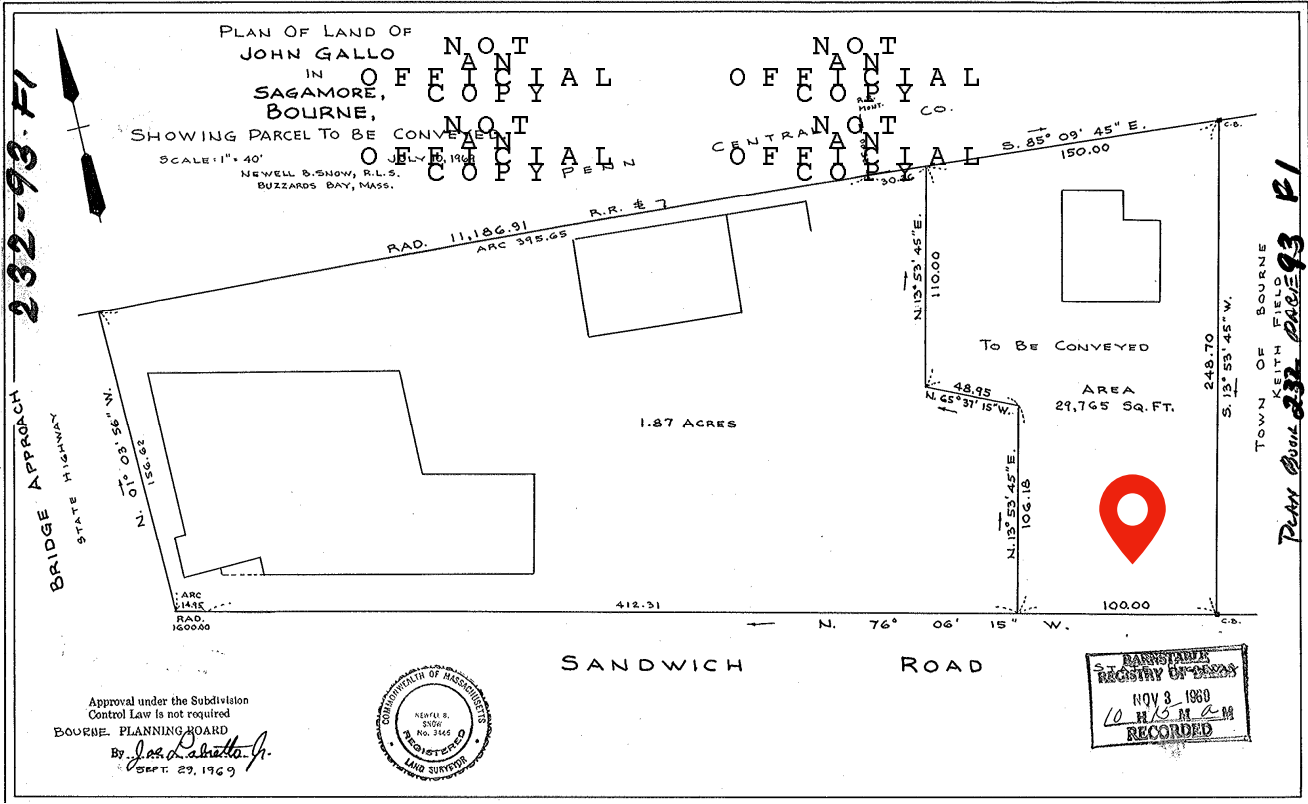 PLAN OF LAND OF
JOHN GALLO
IN
SAGAMORE,
BOURNE,
SHOWING PARCEL TO BE CONVEYED
SCALE: 1" = 40'
NEWELL B. SNOW, R.L.S.
BUZZARDS BAY, MASS.
NOT
AN
OFFICIAL
COPY
NOT
AN
OFFICIAL
COPY
NOT
AN
OFFICIAL
COPY
NOT
AN
OFFICIAL
COPY
232-93-F1
PENN CENTRAL CO.
MONT.
R.R. # 7
RAD. 11,186.91
ARC 395.65
S. 85° 09' 45" E.
150.00
C.B.
N. 13° 53' 45" E.
110.00
TO BE CONVEYED
AREA
29,765 SQ. FT.
48.95
N. 65° 37' 15" W.
N. 13° 53' 45" E.
106.18
248.70
S. 13° 53' 45" W.
TOWN OF BOURNE
KEITH FIELD
PLAN BOOK 232 PAGE 93 F1
1.87 ACRES
N. 01° 03' 56" W.
156.62
BRIDGE APPROACH
STATE HIGHWAY
ARC
14.95
RAD.
1600.00
412.31
100.00
C.B.
N. 76° 06' 15" W.
SANDWICH ROAD
Approval under the Subdivision
Control Law is not required
BOURNE PLANNING BOARD
By
SEPT. 29, 1969
COMMONWEALTH OF MASSACHUSETTS
NEWELL B.
SNOW
No. 3465
REGISTERED
LAND SURVEYOR
BARNSTABLE
REGISTRY OF DEEDS
NOV 3 1969
10 H 15 M A M
RECORDED